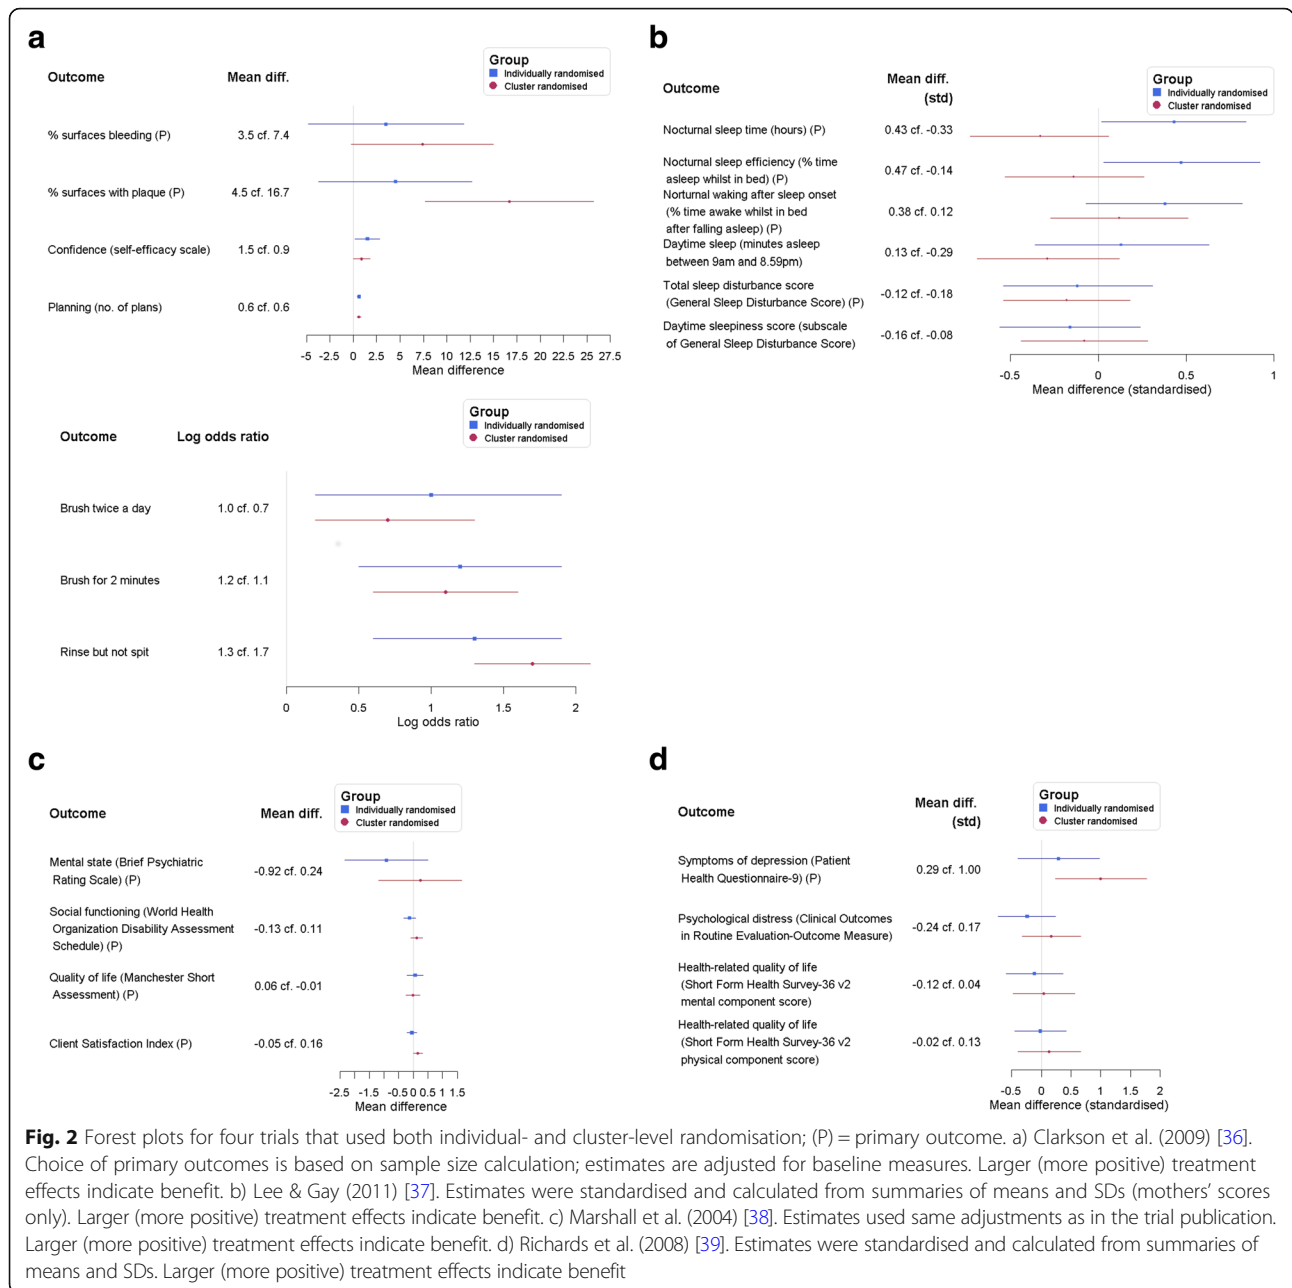 a
Group
Individually randomised
Cluster randomised
Outcome Mean diff.
% surfaces bleeding (P) 3.5 cf. 7.4
% surfaces with plaque (P) 4.5 cf. 16.7
Confidence (self-efficacy scale) 1.5 cf. 0.9
Planning (no. of plans) 0.6 cf. 0.6
-5 -2.5 0 2.5 5 7.5 10 12.5 15 17.5 20 22.5 25 27.5
Mean difference
Group
Individually randomised
Cluster randomised
Outcome Log odds ratio
Brush twice a day 1.0 cf. 0.7
Brush for 2 minutes 1.2 cf. 1.1
Rinse but not spit 1.3 cf. 1.7
0 0.5 1 1.5 2
Log odds ratio
b
Group
Individually randomised
Cluster randomised
Outcome Mean diff.
(std)
Nocturnal sleep time (hours) (P) 0.43 cf. -0.33
Nocturnal sleep efficiency (% time
asleep whilst in bed) (P) 0.47 cf. -0.14
Norturnal waking after sleep onset
(% time awake whilst in bed 0.38 cf. 0.12
after falling asleep) (P)
Daytime sleep (minutes asleep
between 9am and 8.59pm) 0.13 cf. -0.29
Total sleep disturbance score
(General Sleep Disturbance Score) (P) -0.12 cf. -0.18
Daytime sleepiness score (subscale
of General Sleep Disturbance Score) -0.16 cf. -0.08
-0.5 0 0.5 1
Mean difference (standardised)
c
Group
Individually randomised
Cluster randomised
Outcome Mean diff.
Mental state (Brief Psychiatric
Rating Scale) (P) -0.92 cf. 0.24
Social functioning (World Health
Organization Disability Assessment -0.13 cf. 0.11
Schedule) (P)
Quality of life (Manchester Short
Assessment) (P) 0.06 cf. -0.01
Client Satisfaction Index (P) -0.05 cf. 0.16
-2.5 -1.5 -0.5 0 0.5 1 1.5
Mean difference
d
Group
Individually randomised
Cluster randomised
Outcome Mean diff.
(std)
Symptoms of depression (Patient
Health Questionnaire-9) (P) 0.29 cf. 1.00
Psychological distress (Clinical Outcomes
in Routine Evaluation-Outcome Measure) -0.24 cf. 0.17
Health-related quality of life
(Short Form Health Survey-36 v2 -0.12 cf. 0.04
mental component score)
Health-related quality of life
(Short Form Health Survey-36 v2 -0.02 cf. 0.13
physical component score)
-0.5 0 0.5 1 1.5 2
Mean difference (standardised)
Fig. 2 Forest plots for four trials that used both individual- and cluster-level randomisation; (P) = primary outcome. a) Clarkson et al. (2009) [36].
Choice of primary outcomes is based on sample size calculation; estimates are adjusted for baseline measures. Larger (more positive) treatment
effects indicate benefit. b) Lee & Gay (2011) [37]. Estimates were standardised and calculated from summaries of means and SDs (mothers' scores
only). Larger (more positive) treatment effects indicate benefit. c) Marshall et al. (2004) [38]. Estimates used same adjustments as in the trial publication.
Larger (more positive) treatment effects indicate benefit. d) Richards et al. (2008) [39]. Estimates were standardised and calculated from summaries of
means and SDs. Larger (more positive) treatment effects indicate benefit